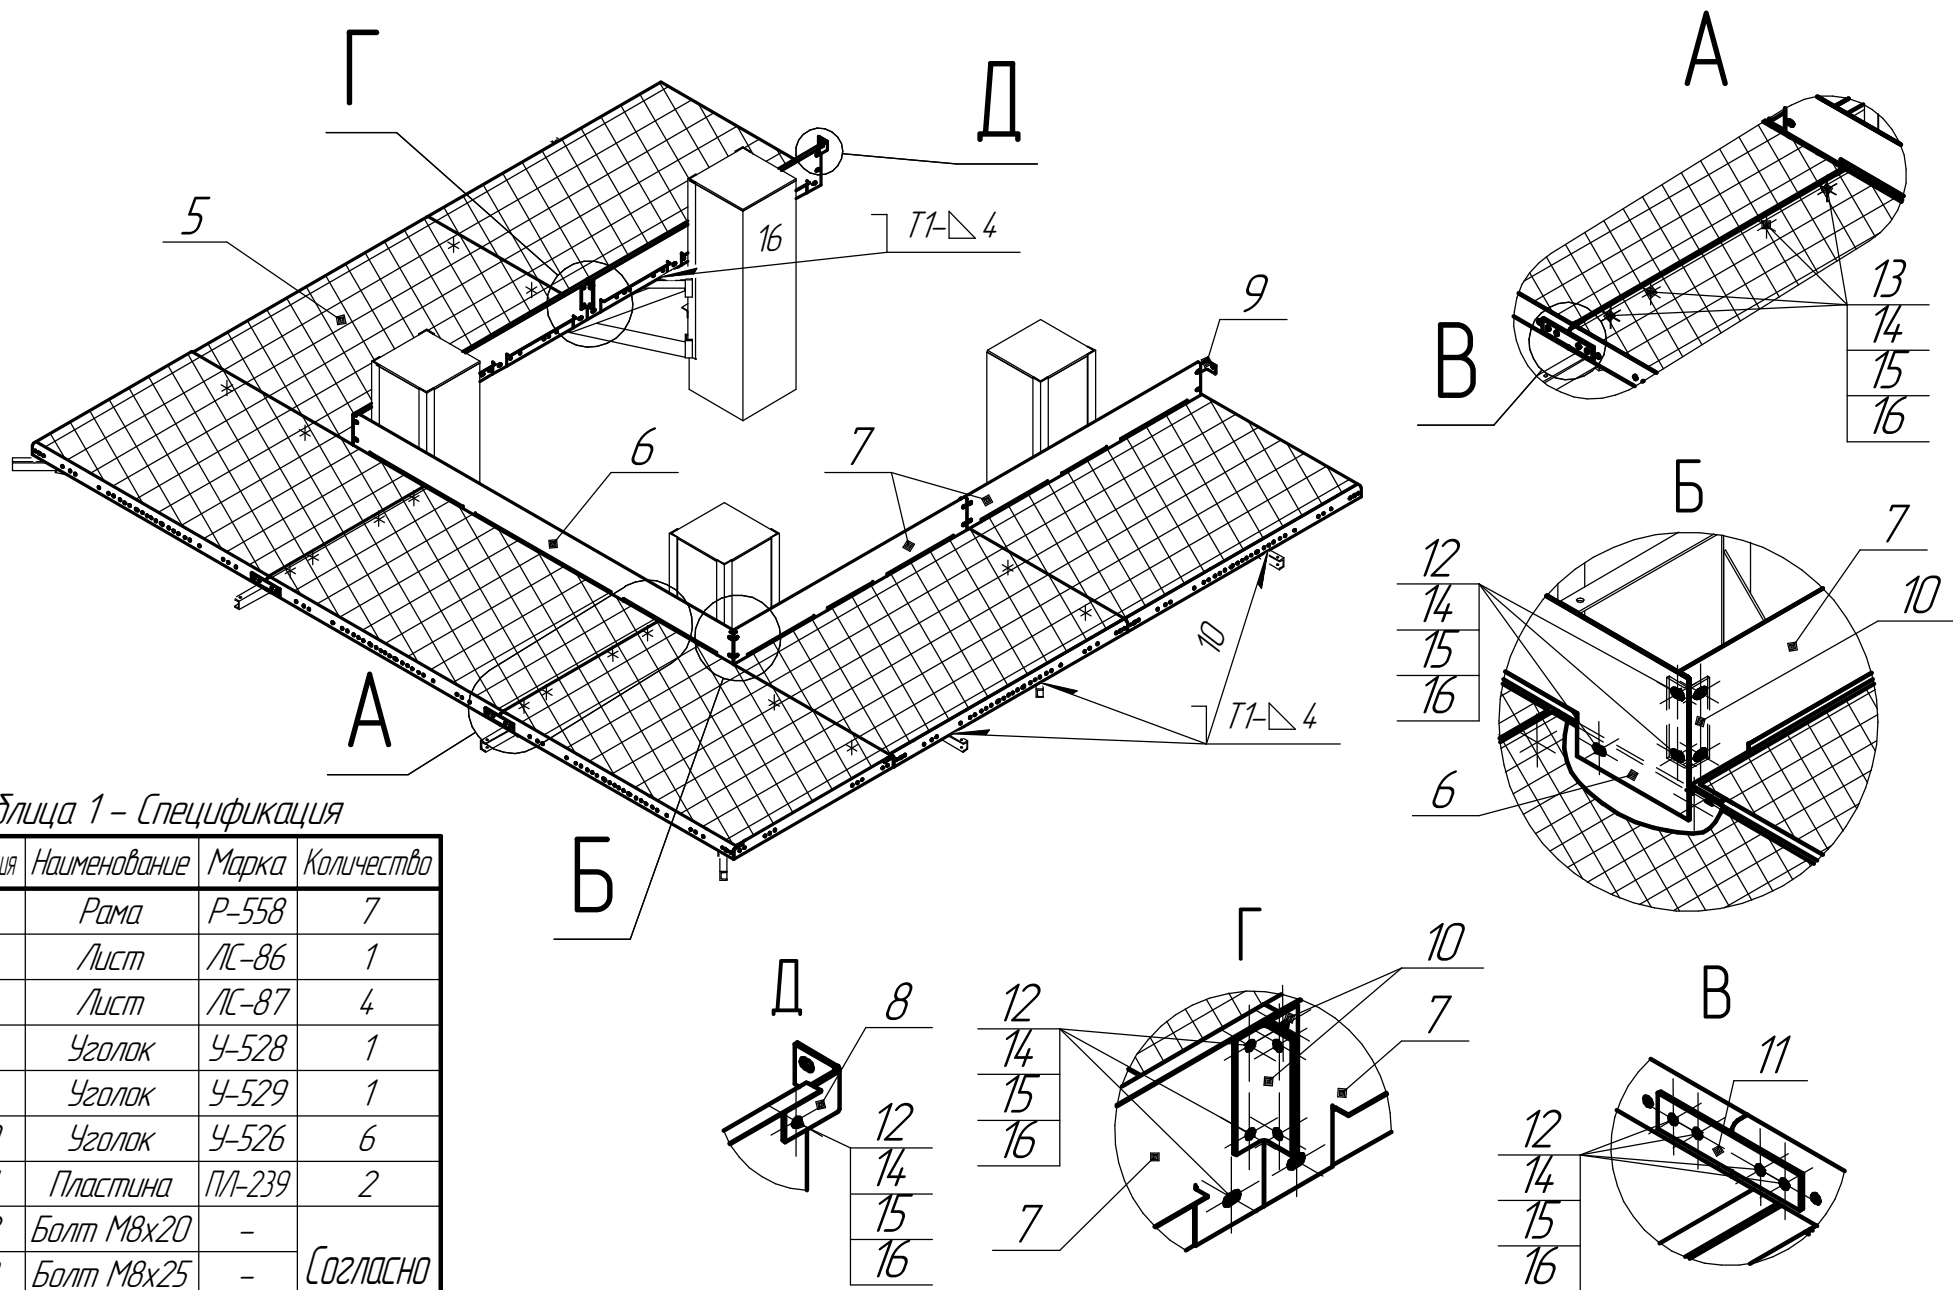 Г
Д
А
5
16
Т1-◺ 4
9
13
14
15
16
В
6
7
Б
7
10
12
14
15
16
6
10
Т1-◺ 4
А
Б
блица 1 – Спецификация
ия Наименование Марка Количество
Рама Р-558 7
Лист ЛС-86 1
Лист ЛС-87 4
Уголок У-528 1
Уголок У-529 1
Уголок У-526 6
Пластина ПЛ-239 2
Болт М8х20 –
Болт М8х25 –
Согласно
Д
8
12
14
15
16
Г
10
7
12
14
15
16
7
В
11
12
14
15
16